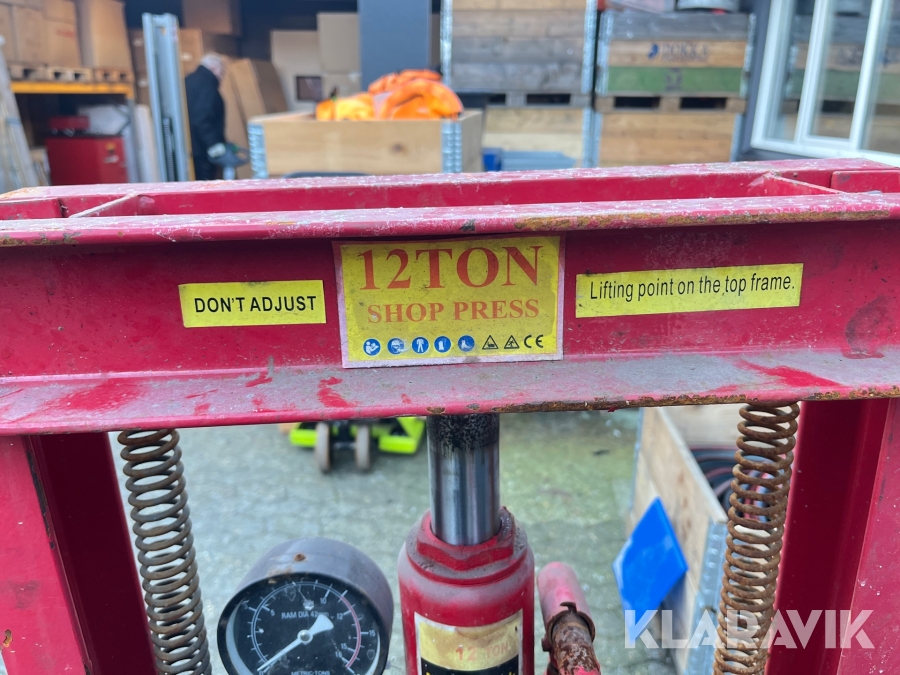 12TON
SHOP PRESS
CE
DON'T ADJUST
Lifting point on the top frame.
RAM DIA 42mm
METRIC-TONS
12-TON
KLARAVIK